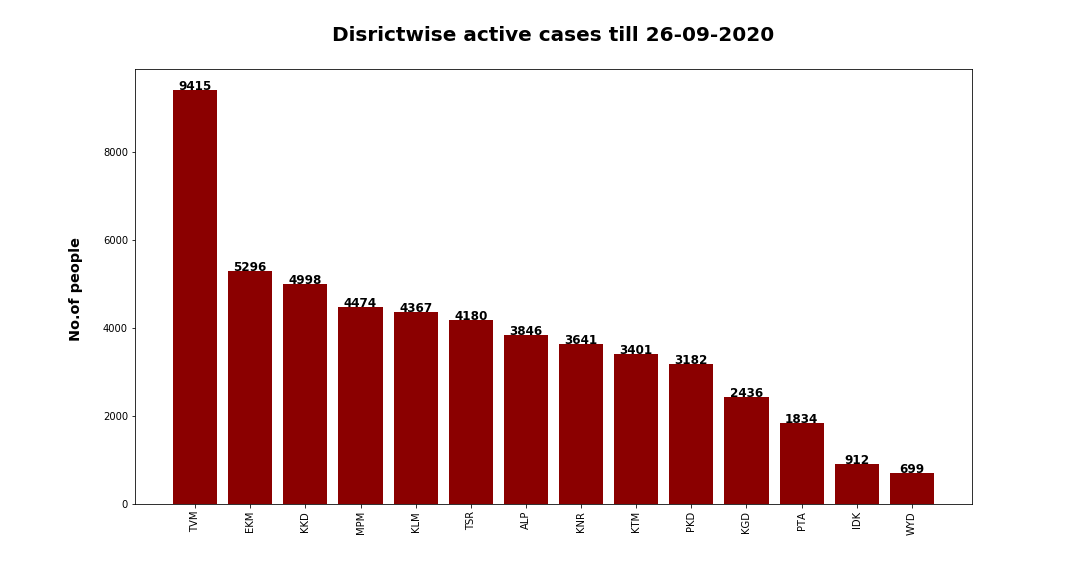 Disrictwise active cases till 26-09-2020
No.of people
8000
6000
4000
2000
0
9415
5296
4998
4474
4367
4180
3846
3641
3401
3182
2436
1834
912
699
TVM
EKM
KKD
MPM
KLM
TSR
ALP
KNR
KTM
PKD
KGD
PTA
IDK
WYD